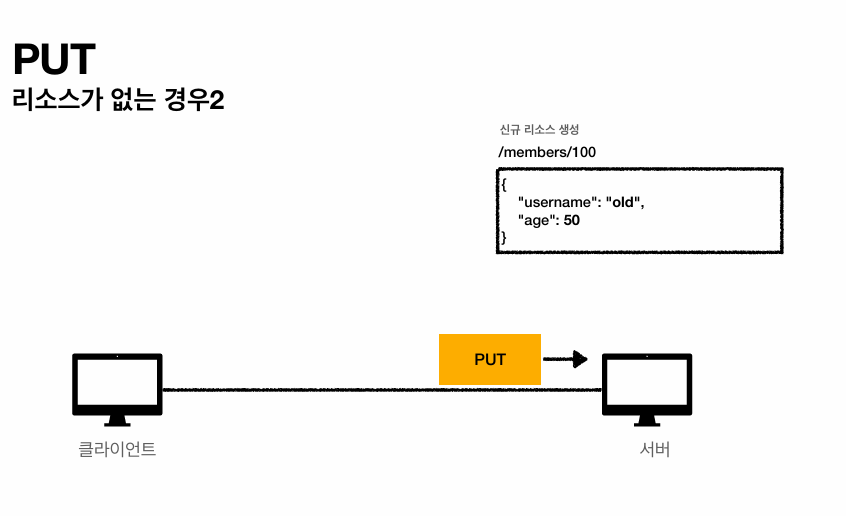 PUT
리소스가 없는 경우2
신규 리소스 생성
/members/100
{
"username": "old",
"age": 50
}
PUT
클라이언트
서버